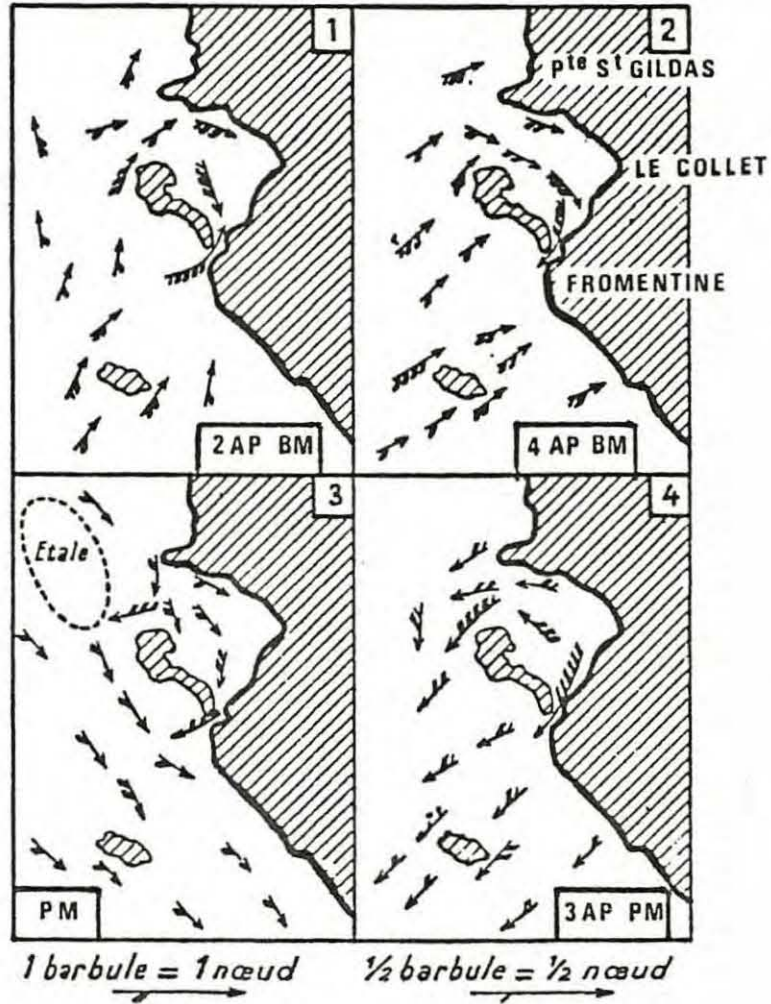 1
2
Pte St GILDAS
LE COLLET
FROMENTINE
2 AP BM
4 AP BM
3
4
Etale
PM
3 AP PM
1 barbule = 1 nœud
½ barbule = ½ nœud